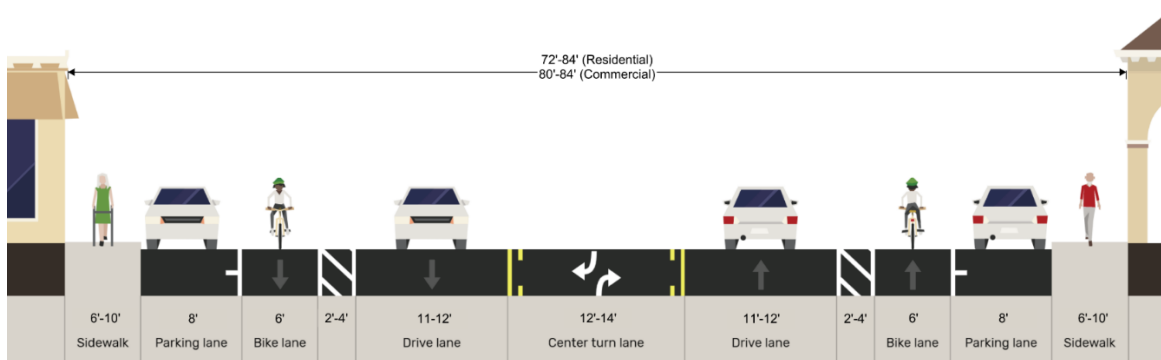 72'-84' (Residential)
80'-84' (Commercial)
6'-10' 8' 6' 2'-4' 11-12' 12'-14' 11'-12' 2'-4' 6' 8' 6'-10'
Sidewalk Parking lane Bike lane Drive lane Center turn lane Drive lane Bike lane Parking lane Sidewalk